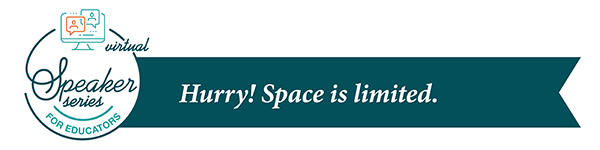 virtual
Speaker
series
FOR EDUCATORS
Hurry! Space is limited.